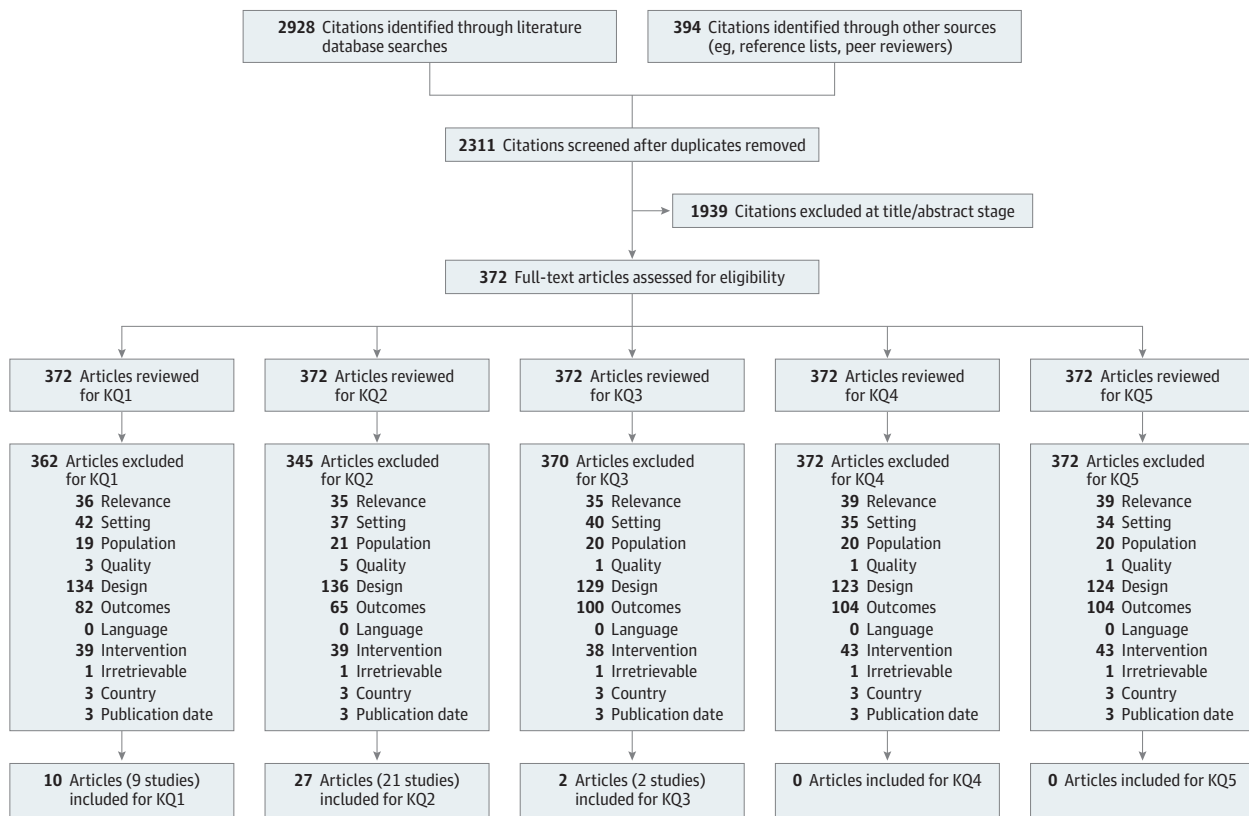 2928 Citations identified through literature
database searches
394 Citations identified through other sources
(eg, reference lists, peer reviewers)
2311 Citations screened after duplicates removed
1939 Citations excluded at title/abstract stage
372 Full-text articles assessed for eligibility
372 Articles reviewed
for KQ1
372 Articles reviewed
for KQ2
372 Articles reviewed
for KQ3
372 Articles reviewed
for KQ4
372 Articles reviewed
for KQ5
362 Articles excluded
for KQ1
36 Relevance
42 Setting
19 Population
3 Quality
134 Design
82 Outcomes
0 Language
39 Intervention
1 Irretrievable
3 Country
3 Publication date
345 Articles excluded
for KQ2
35 Relevance
37 Setting
21 Population
5 Quality
136 Design
65 Outcomes
0 Language
39 Intervention
1 Irretrievable
3 Country
3 Publication date
370 Articles excluded
for KQ3
35 Relevance
40 Setting
20 Population
1 Quality
129 Design
100 Outcomes
0 Language
38 Intervention
1 Irretrievable
3 Country
3 Publication date
372 Articles excluded
for KQ4
39 Relevance
35 Setting
20 Population
1 Quality
123 Design
104 Outcomes
0 Language
43 Intervention
1 Irretrievable
3 Country
3 Publication date
372 Articles excluded
for KQ5
39 Relevance
34 Setting
20 Population
1 Quality
124 Design
104 Outcomes
0 Language
43 Intervention
1 Irretrievable
3 Country
3 Publication date
10 Articles (9 studies)
included for KQ1
27 Articles (21 studies)
included for KQ2
2 Articles (2 studies)
included for KQ3
0 Articles included for KQ4
0 Articles included for KQ5